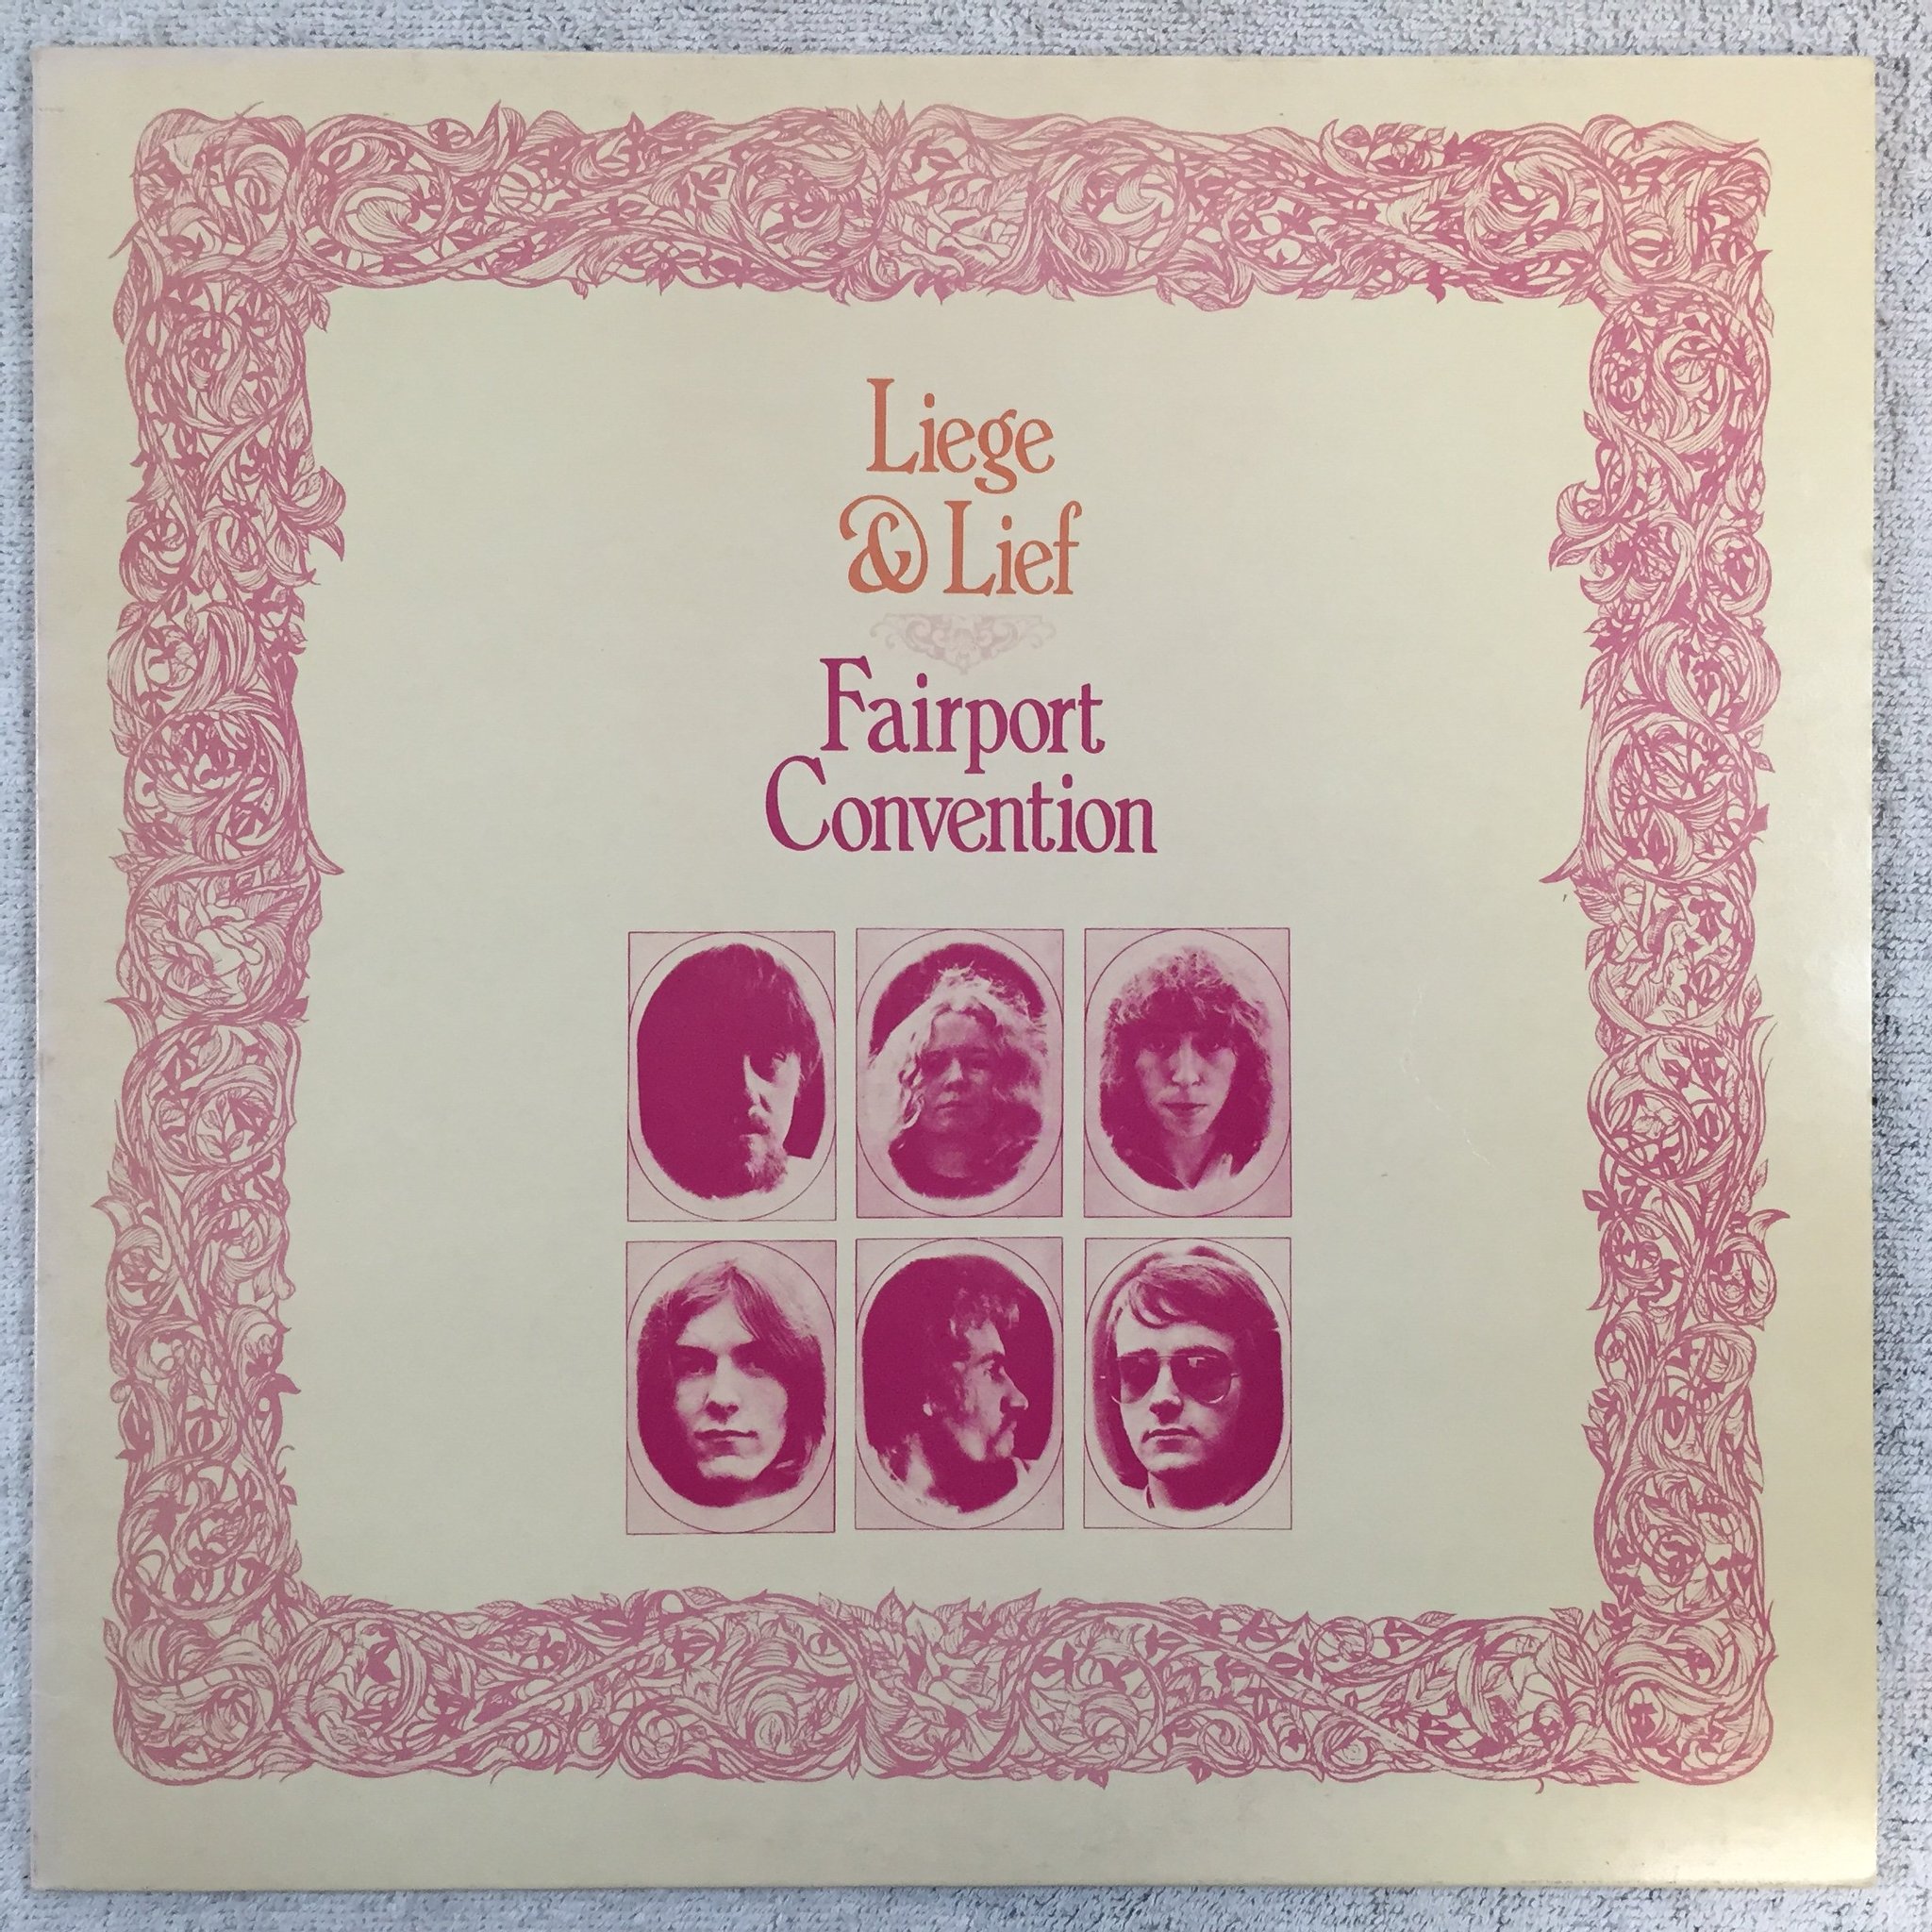 Liege
& Lief
Fairport
Convention